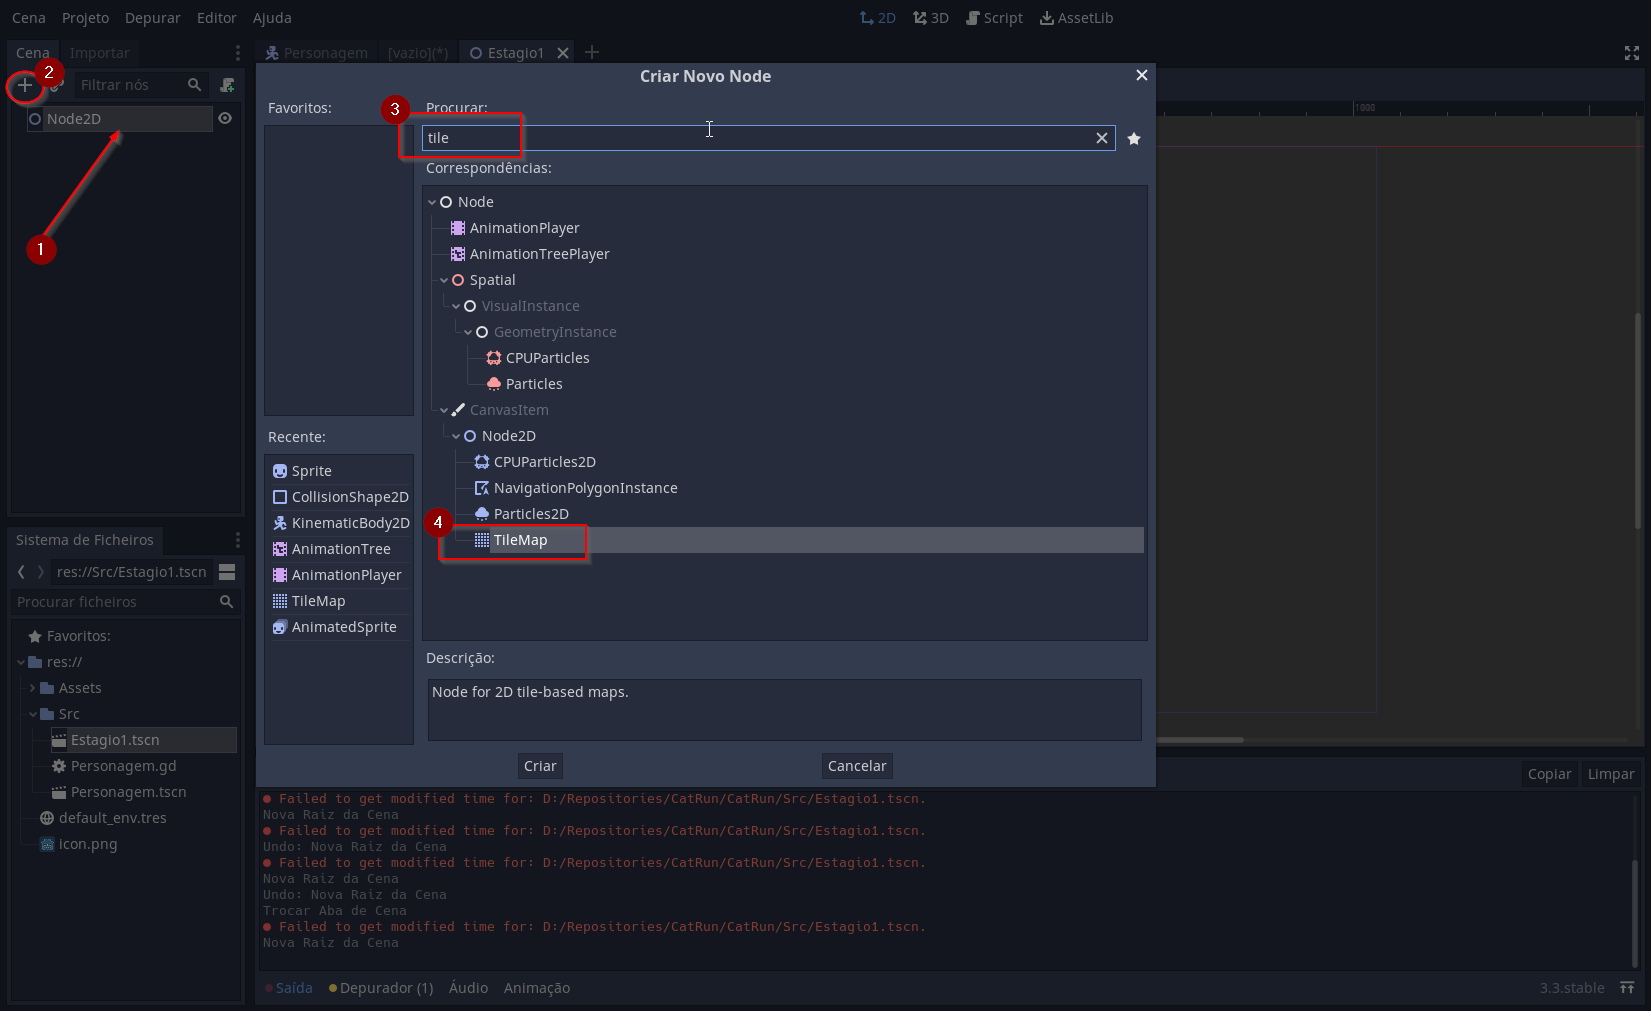 Cena Projeto Depurar Editor Ajuda
2D 3D Script AssetLib
Cena Importar
Personagem [vazio](*) Estagio1
2
Filtrar nós
Node2D
1
1000
Criar Novo Node
Favoritos:
3
Procurar:
tile
Correspondências:
Node
AnimationPlayer
AnimationTreePlayer
Spatial
VisualInstance
GeometryInstance
CPUParticles
Particles
CanvasItem
Node2D
CPUParticles2D
NavigationPolygonInstance
Particles2D
4
TileMap
Recente:
Sprite
CollisionShape2D
KinematicBody2D
AnimationTree
AnimationPlayer
TileMap
AnimatedSprite
Descrição:
Node for 2D tile-based maps.
Criar Cancelar
Sistema de Ficheiros
res://Src/Estagio1.tscn
Procurar ficheiros
Favoritos:
res://
Assets
Src
Estagio1.tscn
Personagem.gd
Personagem.tscn
default_env.tres
icon.png
Copiar Limpar
Failed to get modified time for: D:/Repositories/CatRun/CatRun/Src/Estagio1.tscn.
Nova Raiz da Cena
Failed to get modified time for: D:/Repositories/CatRun/CatRun/Src/Estagio1.tscn.
Undo: Nova Raiz da Cena
Failed to get modified time for: D:/Repositories/CatRun/CatRun/Src/Estagio1.tscn.
Nova Raiz da Cena
Undo: Nova Raiz da Cena
Trocar Aba de Cena
Failed to get modified time for: D:/Repositories/CatRun/CatRun/Src/Estagio1.tscn.
Nova Raiz da Cena
Saída Depurador (1) Áudio Animação
3.3.stable